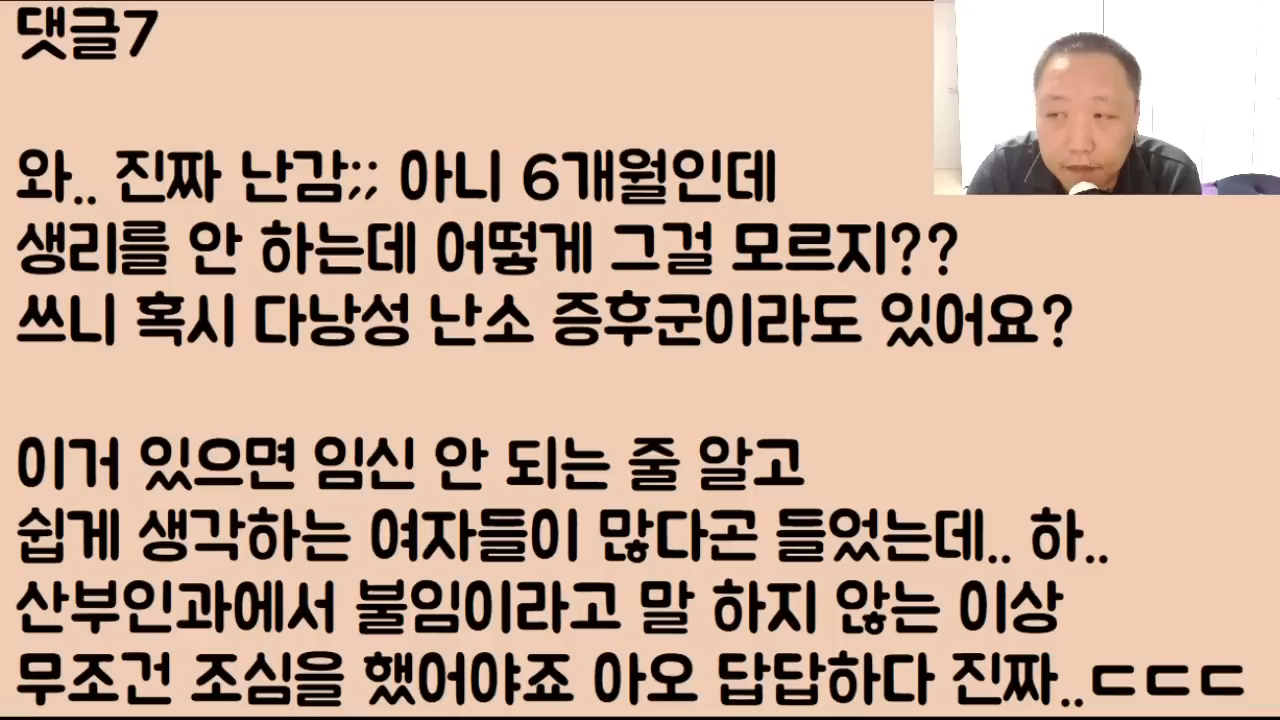 댓글7
와.. 진짜 난감;; 아니 6개월인데
생리를 안 하는데 어떻게 그걸 모르지??
쓰니 혹시 다낭성 난소 증후군이라도 있어요?
이거 있으면 임신 안 되는 줄 알고
쉽게 생각하는 여자들이 많다곤 들었는데.. 하..
산부인과에서 불임이라고 말 하지 않는 이상
무조건 조심을 했어야죠 아오 답답하다 진짜..ㄷㄷㄷ